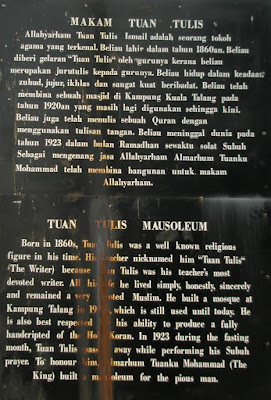 MAKAM TUAN TULIS
Allahyarham Tuan Tulis Ismail adalah seorang tokoh
agama yang terkenal. Beliau lahir dalam tahun 1860an. Beliau
diberi gelaran "Tuan Tulis" oleh gurunya kerana beliau
merupakan jurutulis kepada gurunya. Beliau hidup dalam keadaan
zuhud, jujur, ikhlas dan sangat kuat beribadat. Beliau telah
membina sebuah masjid di Kampung Kuala Talang pada
tahun 1920an yang masih lagi digunakan sehingga kini.
Beliau juga telah menulis sebuah Quran dengan
menggunakan tulisan tangan. Beliau meninggal dunia pada
tahun 1923 dalam bulan Ramadhan sewaktu solat Subuh
Sebagai mengenang jasa Allahyarham Almarhum Tuanku
Mohammad telah membina bangunan untuk makam
Allahyarham.
TUAN TULIS MAUSOLEUM
Born in 1860s, Tuan Tulis was a well known religious
figure in his time. His teacher nicknamed him "Tuan Tulis"
(The Writer) because Tuan Tulis was his teacher's most
devoted writer. All his life he lived simply, honestly, sincerely
and remained a very devoted Muslim. He built a mosque at
Kampung Talang in which is still used until today. He
is also best respected his ability to produce a fully
handcripted of the Holy Koran. In 1923 during the fasting
month, Tuan Tulis passed away while performing his Subuh
prayer. To honour him, Almarhum Tuanku Mohammad (The
King) built a mausoleum for the pious man.